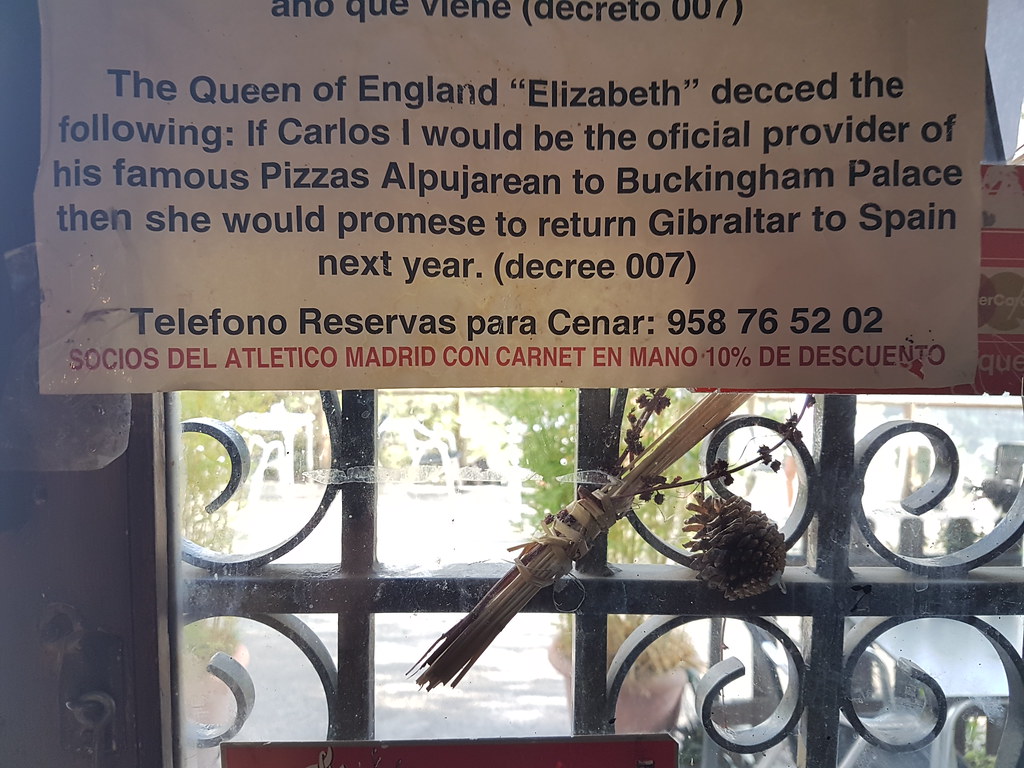 año que viene (decreto 007)
The Queen of England “Elizabeth” decced the
following: If Carlos I would be the oficial provider of
his famous Pizzas Alpujarean to Buckingham Palace
then she would promese to return Gibraltar to Spain
next year. (decree 007)
Telefono Reservas para Cenar: 958 76 52 02
SOCIOS DEL ATLETICO MADRID CON CARNET EN MANO 10% DE DESCUENTO